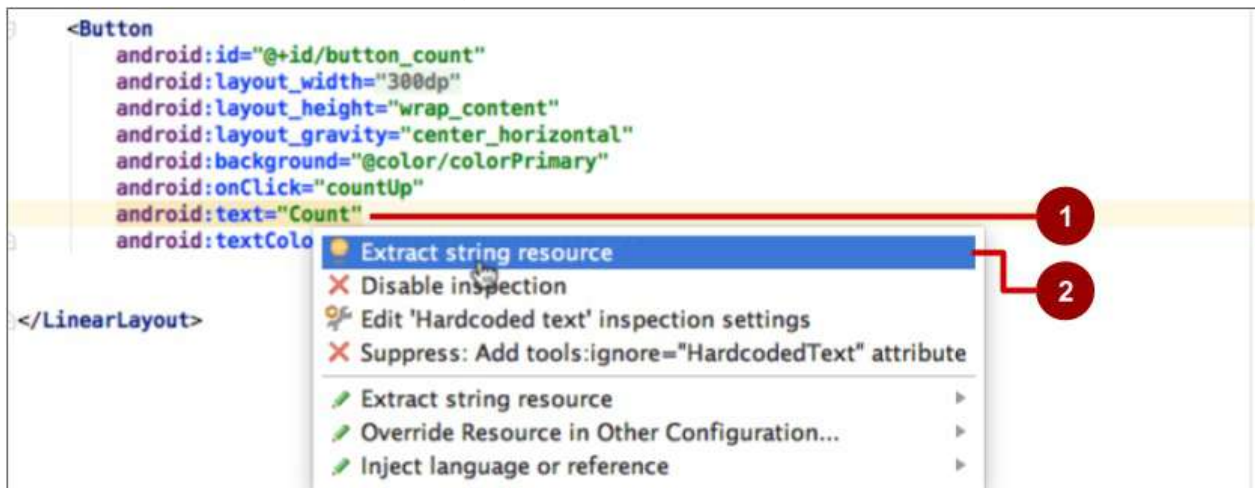 <Button
android:id="@+id/button_count"
android:layout_width="300dp"
android:layout_height="wrap_content"
android:layout_gravity="center_horizontal"
android:background="@color/colorPrimary"
android:onClick="countUp"
android:text="Count"
1
android:textColo
Extract string resource
2
Disable inspection
Edit 'Hardcoded text' inspection settings
</LinearLayout>
Suppress: Add tools:ignore="HardcodedText" attribute
Extract string resource
Override Resource in Other Configuration...
Inject language or reference